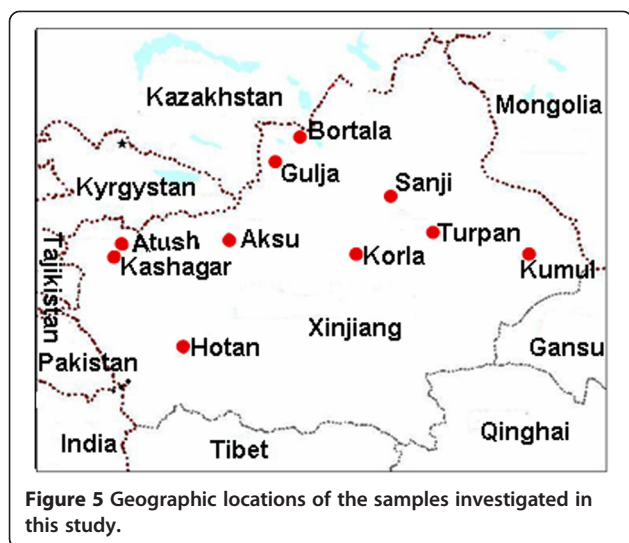 Kazakhstan
Mongolia
Bortala
Gulja
Kyrgystan
Sanji
Tajikistan
Atush
Aksu
Turpan
Kashagar
Korla
Kumul
Xinjiang
Hotan
Gansu
Pakistan
Qinghai
India
Tibet
Figure 5 Geographic locations of the samples investigated in
this study.